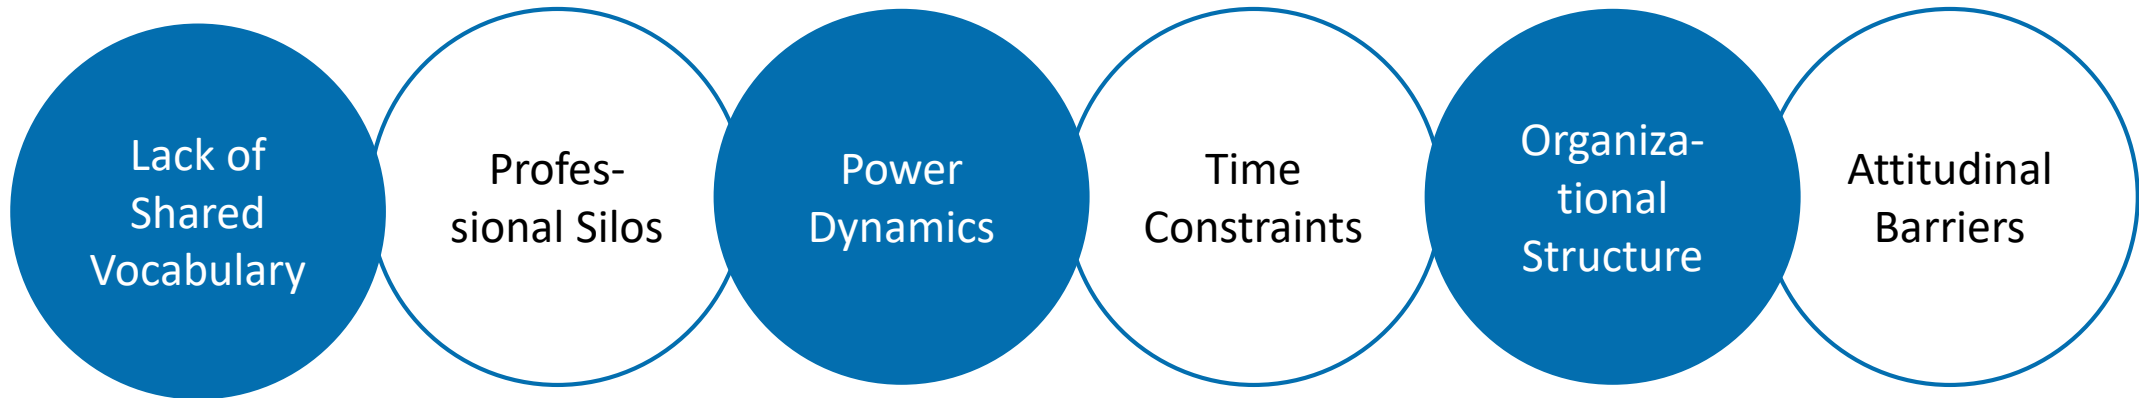 Lack of
Shared
Vocabulary
Profes-
sional Silos
Power
Dynamics
Time
Constraints
Organiza-
tional
Structure
Attitudinal
Barriers